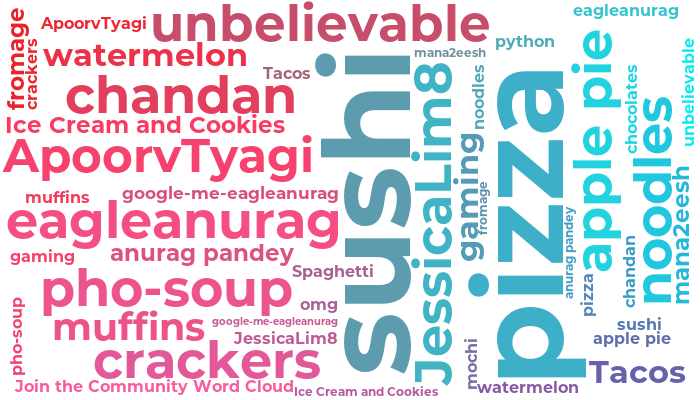 fromage
crackers
ApoorvTyagi
unbelievable
eagleanurag
watermelon
mana2eesh
python
Tacos
chandan
Ice Cream and Cookies
ApoorvTyagi
sushi
JessicaLim8
noodles
gaming
fromage
pizza
apple pie
chocolates
noodles
unbelievable
mana2eesh
muffins
google-me-eagleanurag
eagleanurag
anurag pandey
gaming
anurag pandey
Spaghetti
pho-soup
omg
pizza
chandan
pho-soup
muffins
google-me-eagleanurag
JessicaLim8
sushi
apple pie
crackers
mochi
Tacos
Join the Community Word Cloud
Ice Cream and Cookies
watermelon